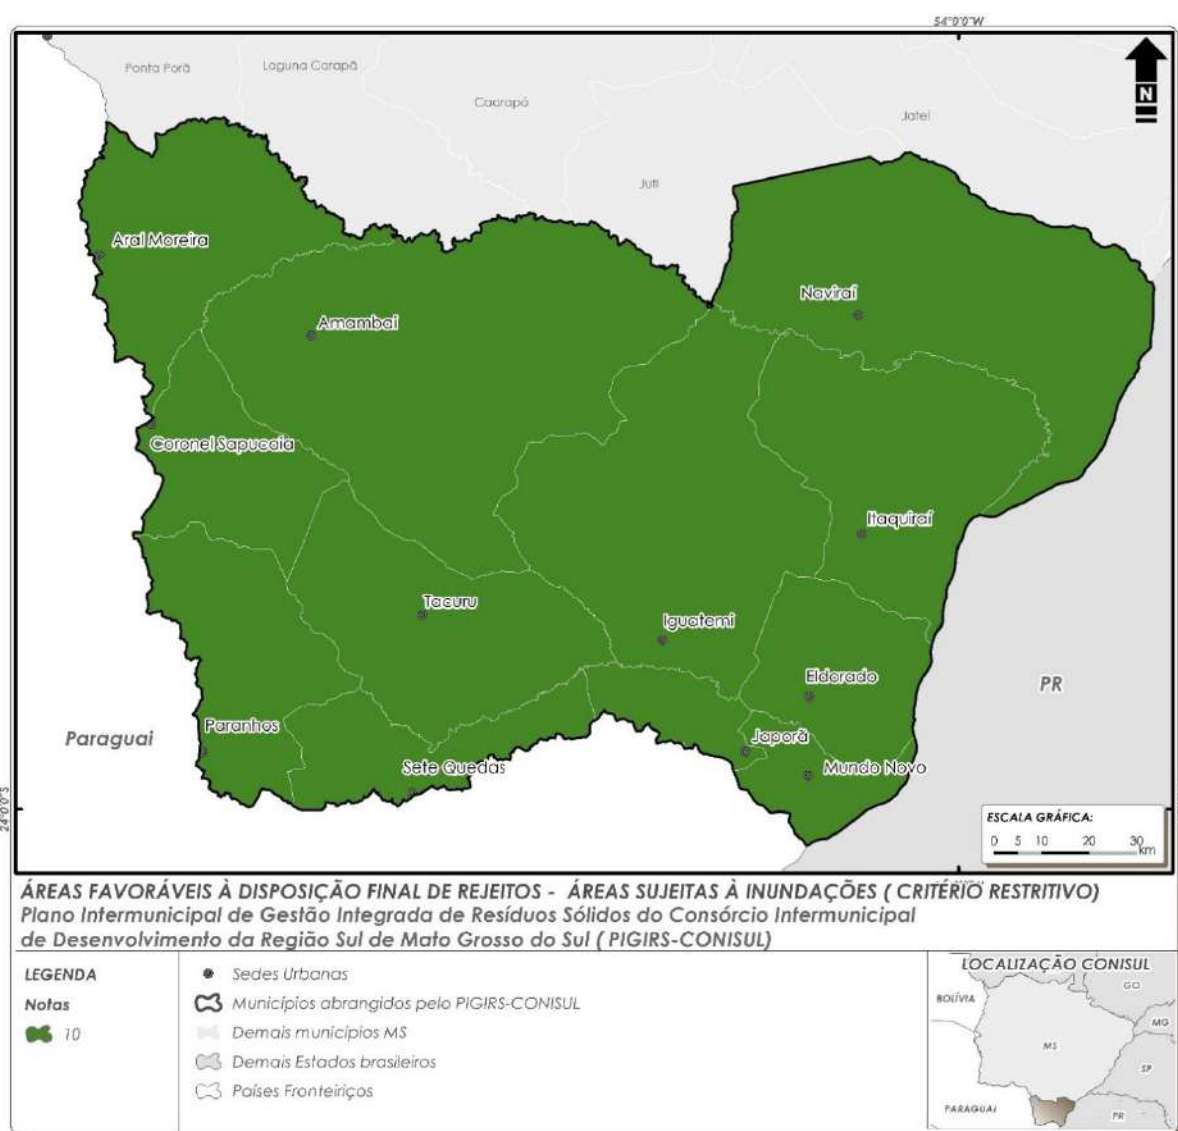 54°0'0"W
Ponta Porã
Laguna Carapã
Caarapó
Jateí
N
Juti
Aral Moreira
Naviraí
Amambai
Coronel Sapucaia
Itaquiraí
Tacuru
Iguatemi
Eldorado
PR
Paraguai
Paranhos
Japorã
Sete Quedas
Mundo Novo
24°0'0"S
ESCALA GRÁFICA:
0 5 10 20 30
km
ÁREAS FAVORÁVEIS À DISPOSIÇÃO FINAL DE REJEITOS - ÁREAS SUJEITAS À INUNDAÇÕES ( CRITÉRIO RESTRITIVO)
Plano Intermunicipal de Gestão Integrada de Resíduos Sólidos do Consórcio Intermunicipal
de Desenvolvimento da Região Sul de Mato Grosso do Sul ( PIGIRS-CONISUL)
LEGENDA
Notas
10
Sedes Urbanas
Municípios abrangidos pelo PIGIRS-CONISUL
Demais municípios MS
Demais Estados brasileiros
Países Fronteiriços
LOCALIZAÇÃO CONISUL
GO
BOLÍVIA
MG
MS
SP
PARAGUAI
PR